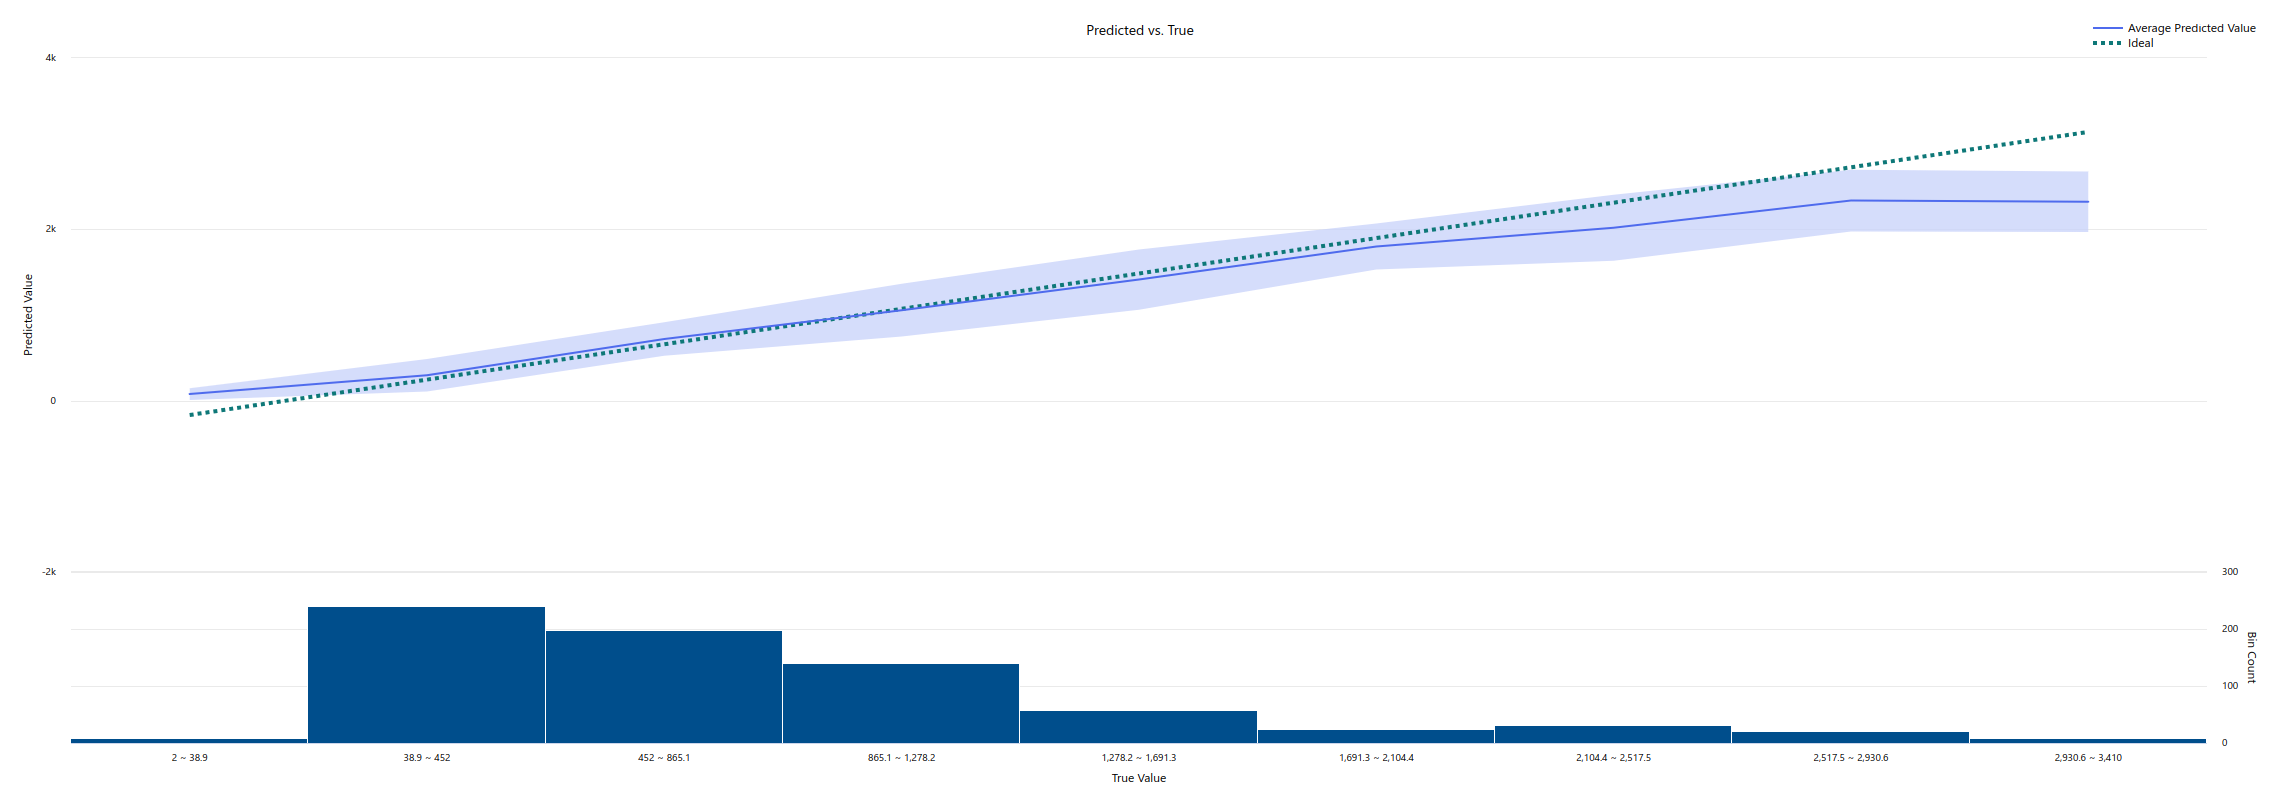 Predicted vs. True
Average Predicted Value
Ideal
4k
2k
0
-2k
Predicted Value
300
200
100
0
Bin Count
2 ~ 38.9
38.9 ~ 452
452 ~ 865.1
865.1 ~ 1,278.2
1,278.2 ~ 1,691.3
1,691.3 ~ 2,104.4
2,104.4 ~ 2,517.5
2,517.5 ~ 2,930.6
2,930.6 ~ 3,410
True Value